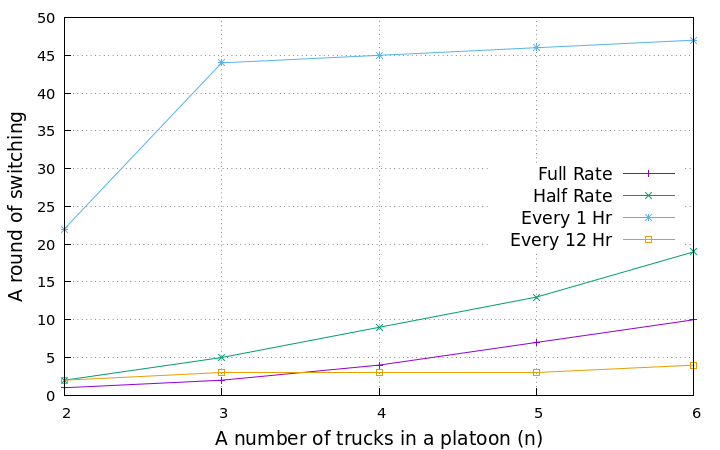 50
45
40
35
30
25
20
15
10
5
0
A round of switching
Full Rate
Half Rate
Every 1 Hr
Every 12 Hr
2 3 4 5 6
A number of trucks in a platoon (n)